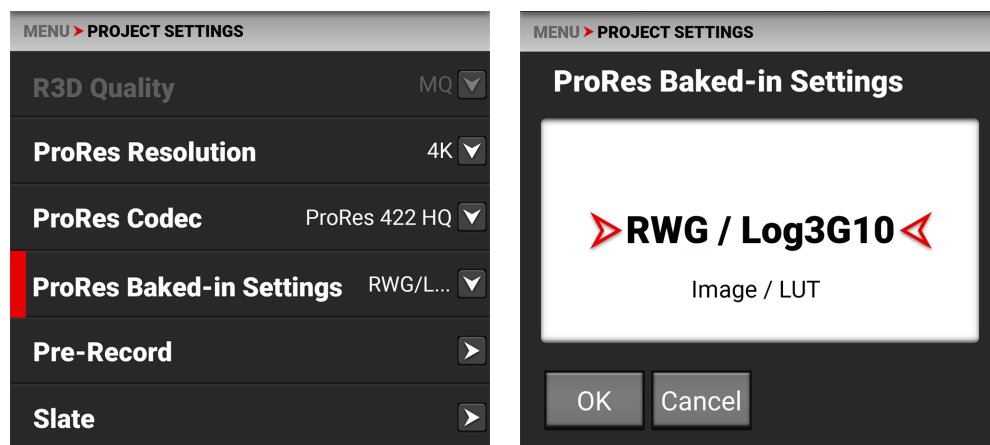 MENU PROJECT SETTINGS
R3D Quality MQ
ProRes Resolution 4K
ProRes Codec ProRes 422 HQ
ProRes Baked-in Settings RWG/L...
Pre-Record
Slate
MENU PROJECT SETTINGS
ProRes Baked-in Settings
RWG / Log3G10
Image / LUT
OK Cancel